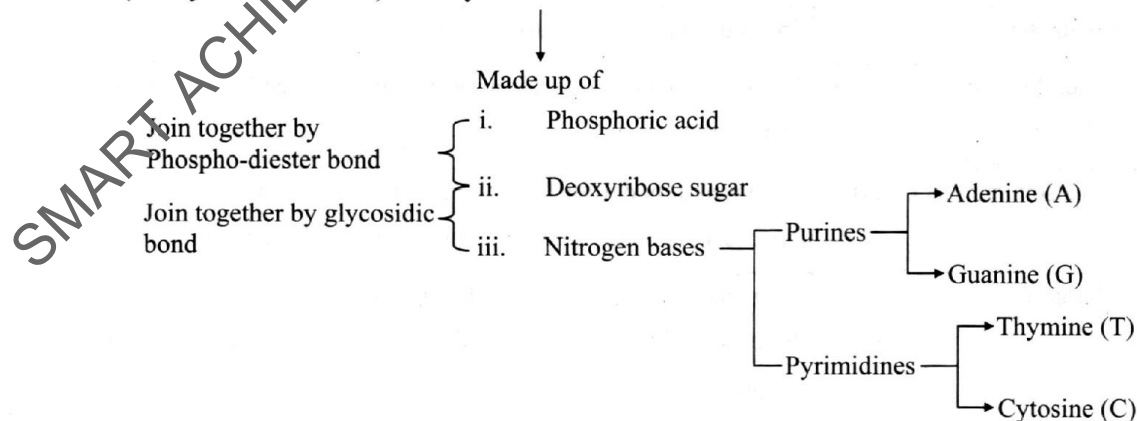 Made up of
Join together by
Phospho-diester bond
i. Phosphoric acid
ii. Deoxyribose sugar
Join together by glycosidic
bond
iii. Nitrogen bases
Purines
Adenine (A)
Guanine (G)
Pyrimidines
Thymine (T)
Cytosine (C)
SMART ACHIE